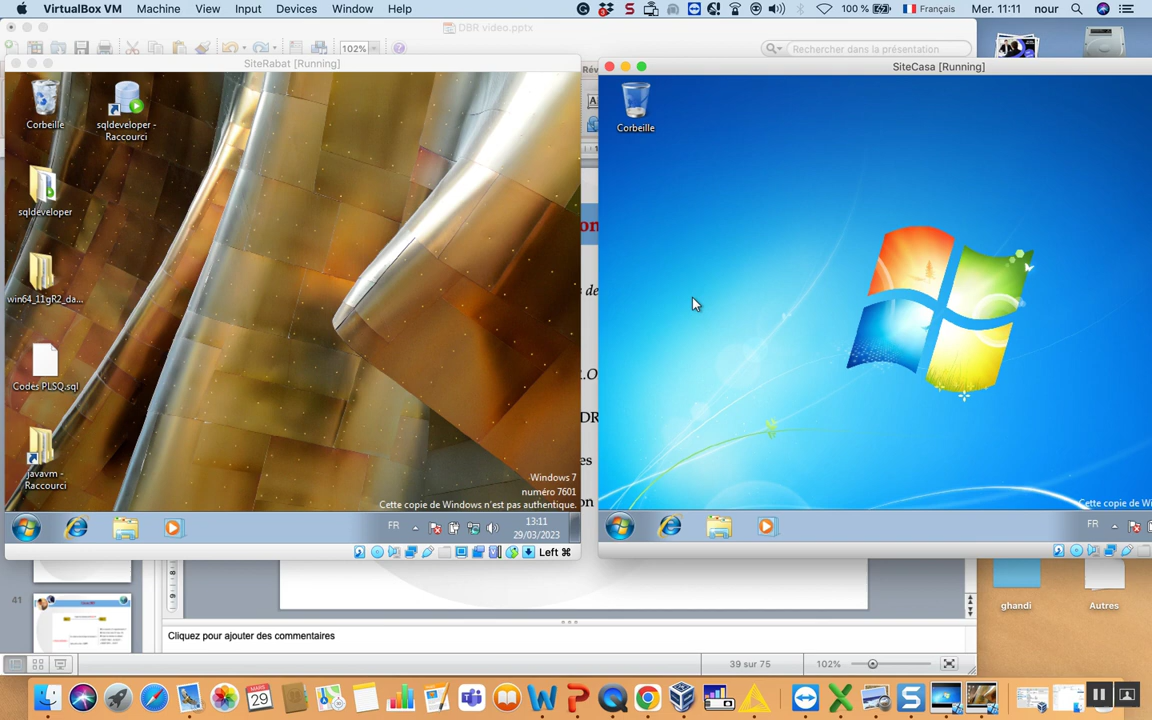 VirtualBox VM Machine View Input Devices Window Help
100 % Français Mer. 11:11 nour
DBR video.pptx
102%
Rechercher dans la présentation
SiteRabat [Running]
SiteCasa [Running]
Corbeille
sqldeveloper -
Raccourci
sqldeveloper
win64_11gR2_da...
Codes PLSQ.sql
javavm -
Raccourci
Windows 7
numéro 7601
Cette copie de Windows n'est pas authentique.
FR
13:11
29/03/2023
Left ⌘
Corbeille
Cette copie de Wi
FR
ghandi
Autres
41
Cliquez pour ajouter des commentaires
39 sur 75
102%
MARS
29